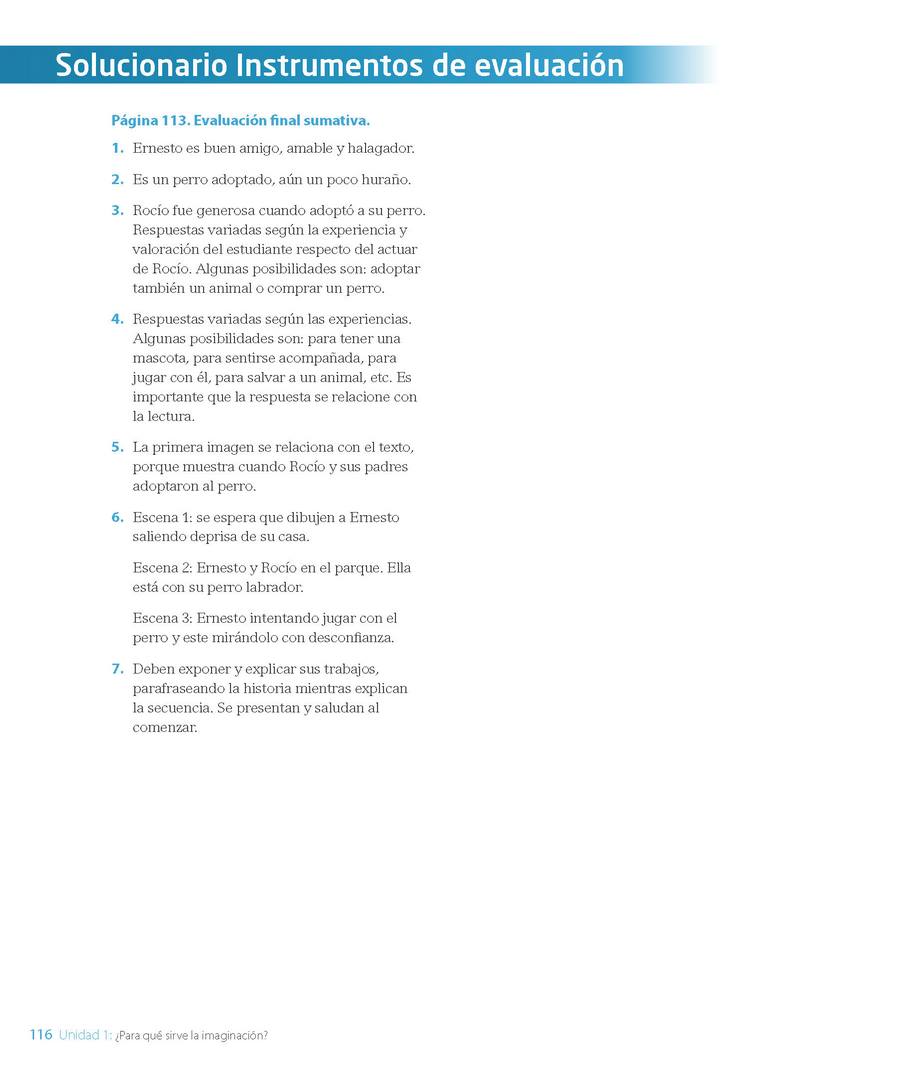 Solucionario Instrumentos de evaluación
Página 113. Evaluación final sumativa.
1. Ernesto es buen amigo, amable y halagador.
2. Es un perro adoptado, aún un poco huraño.
3. Rocío fue generosa cuando adoptó a su perro.
Respuestas variadas según la experiencia y
valoración del estudiante respecto del actuar
de Rocío. Algunas posibilidades son: adoptar
también un animal o comprar un perro.
4. Respuestas variadas según las experiencias.
Algunas posibilidades son: para tener una
mascota, para sentirse acompañada, para
jugar con él, para salvar a un animal, etc. Es
importante que la respuesta se relacione con
la lectura.
5. La primera imagen se relaciona con el texto,
porque muestra cuando Rocío y sus padres
adoptaron al perro.
6. Escena 1: se espera que dibujen a Ernesto
saliendo deprisa de su casa.
Escena 2: Ernesto y Rocío en el parque. Ella
está con su perro labrador.
Escena 3: Ernesto intentando jugar con el
perro y este mirándolo con desconfianza.
7. Deben exponer y explicar sus trabajos,
parafraseando la historia mientras explican
la secuencia. Se presentan y saludan al
comenzar.
116 Unidad 1: ¿Para qué sirve la imaginación?